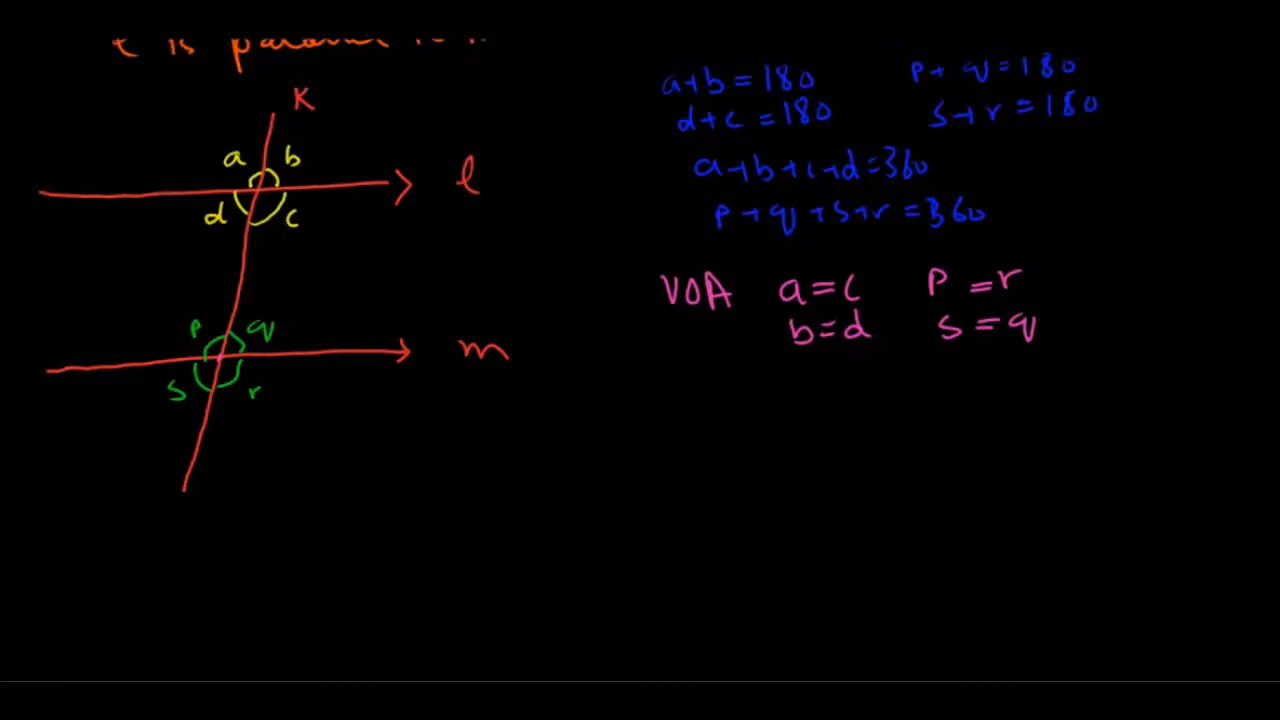 K
a b
l
d c
p q
m
s r
a+b=180 p+q=180
d+c=180 s+r=180
a+b+c+d=360
p+q+s+r=360
VOA a=c p=r
b=d s=q